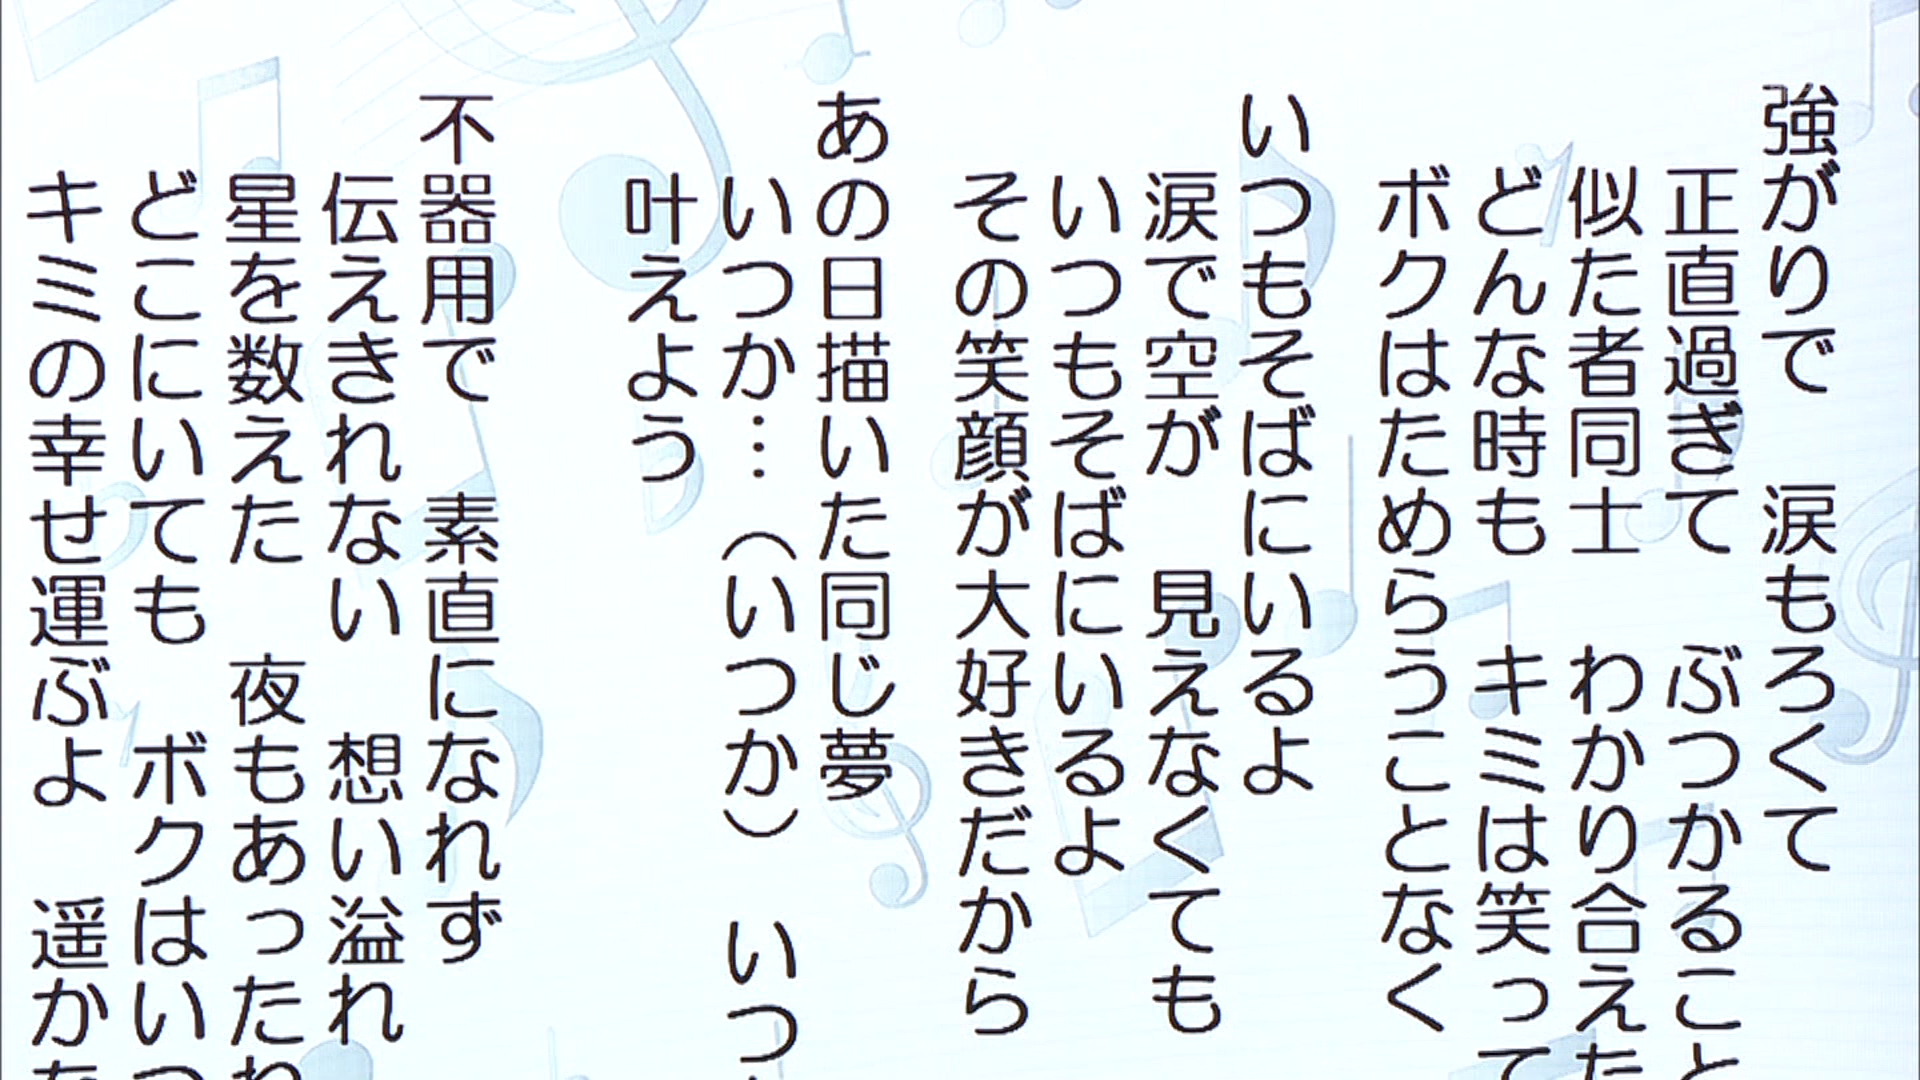 強がりで　涙もろくて
正直過ぎて　ぶつかること
似た者同士　わかり合えた
どんな時も　キミは笑って
ボクはためらうことなく
いつもそばにいるよ
涙で空が　見えなくても
いつもそばにいるよ
その笑顔が大好きだから
あの日描いた同じ夢
いつか…（いつか）　いつ
叶えよう
不器用で　素直になれず
伝えきれない　想い溢れ
星を数えた　夜もあったね
どこにいても　ボクはいつ
キミの幸せ運ぶよ　遥かな